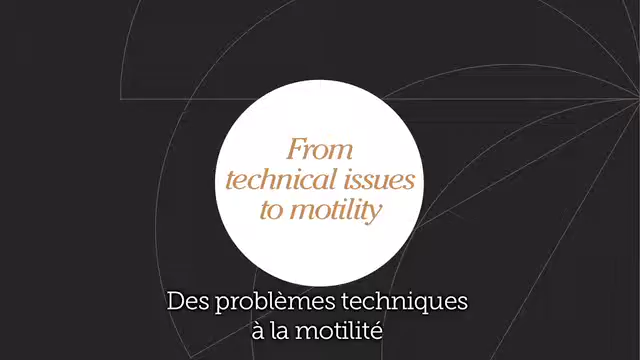 From
technical issues
to motility
Des problèmes techniques
à la motilité